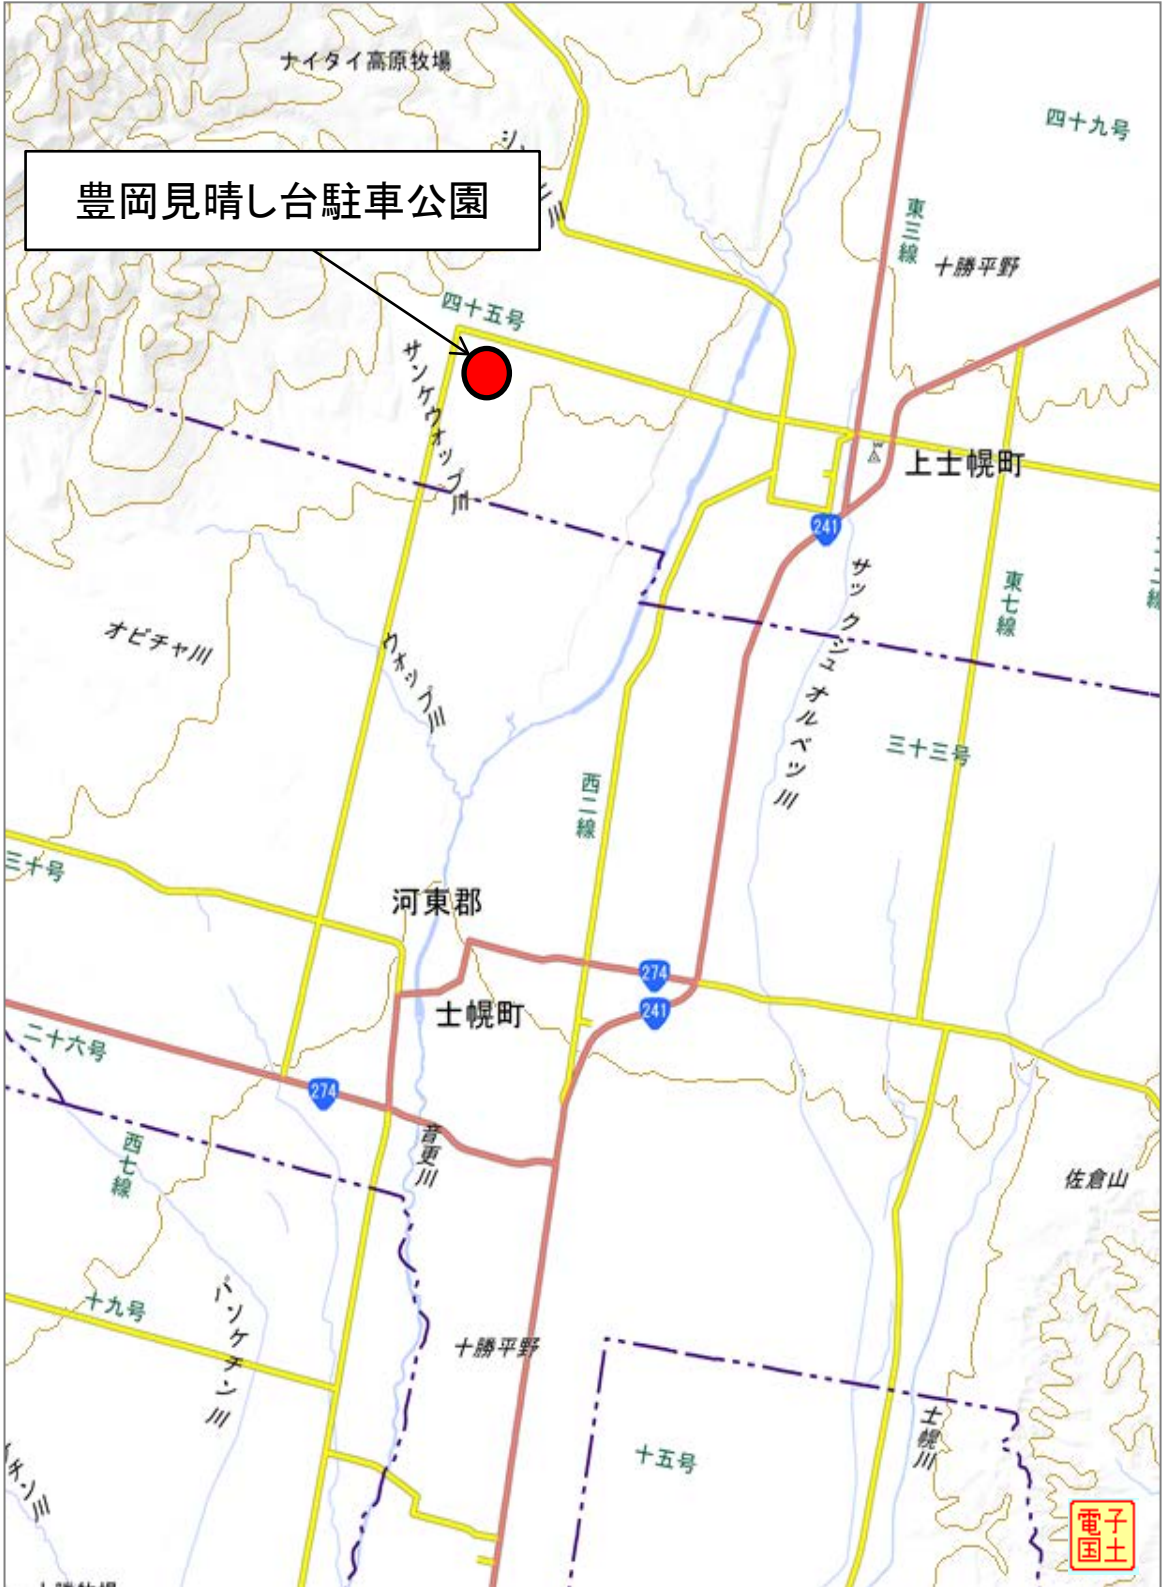 ナイタイ高原牧場
四十九号
豊岡見晴し台駐車公園
東三線
十勝平野
四十五号
サンケウォップ川
上士幌町
241
サックシュオルベツ川
東七線
オビチャ川
ウォップ川
三十三号
西二線
三十号
河東郡
274
士幌町
241
二十六号
274
音更川
西七線
佐倉山
パンケチン川
十九号
十勝平野
士幌川
十五号
チン川
電子
国土